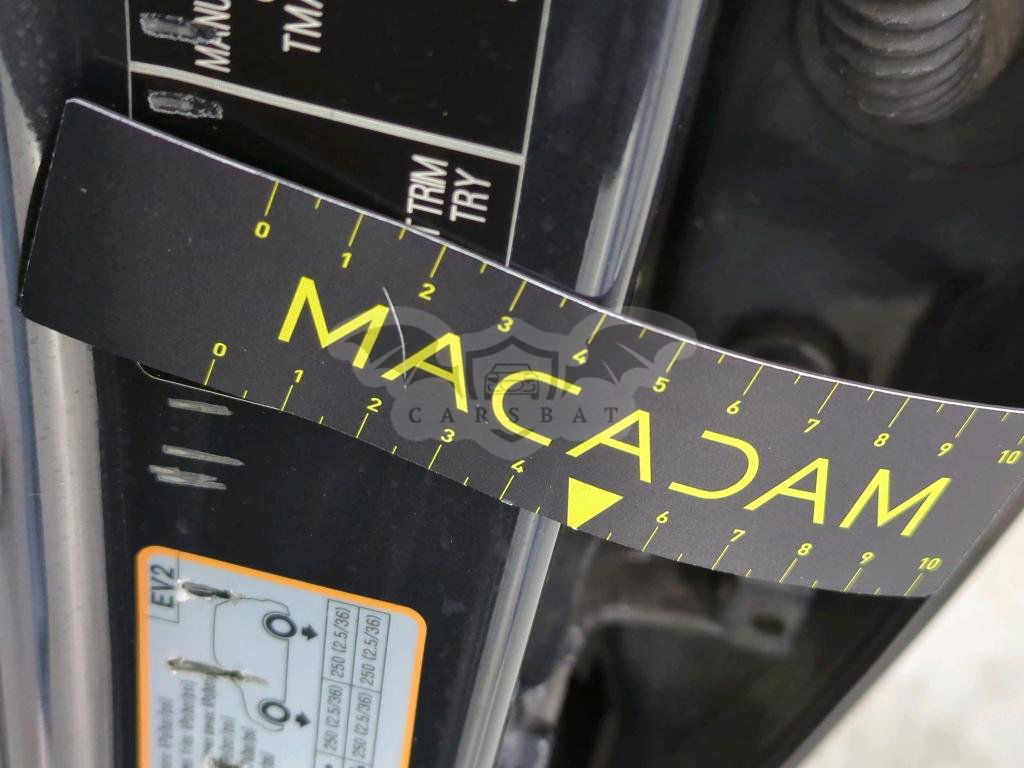 MANU
TMA
T TRIM
TRY
0 1 2 3 4 5 6 7 8 9 10
MACADAM
0 1 2 3 4 6 7 8 9 10
CARSBAT
EV2
250 (2.5/36) 250 (2.5/36)
250 (2.5/36) 250 (2.5/36)